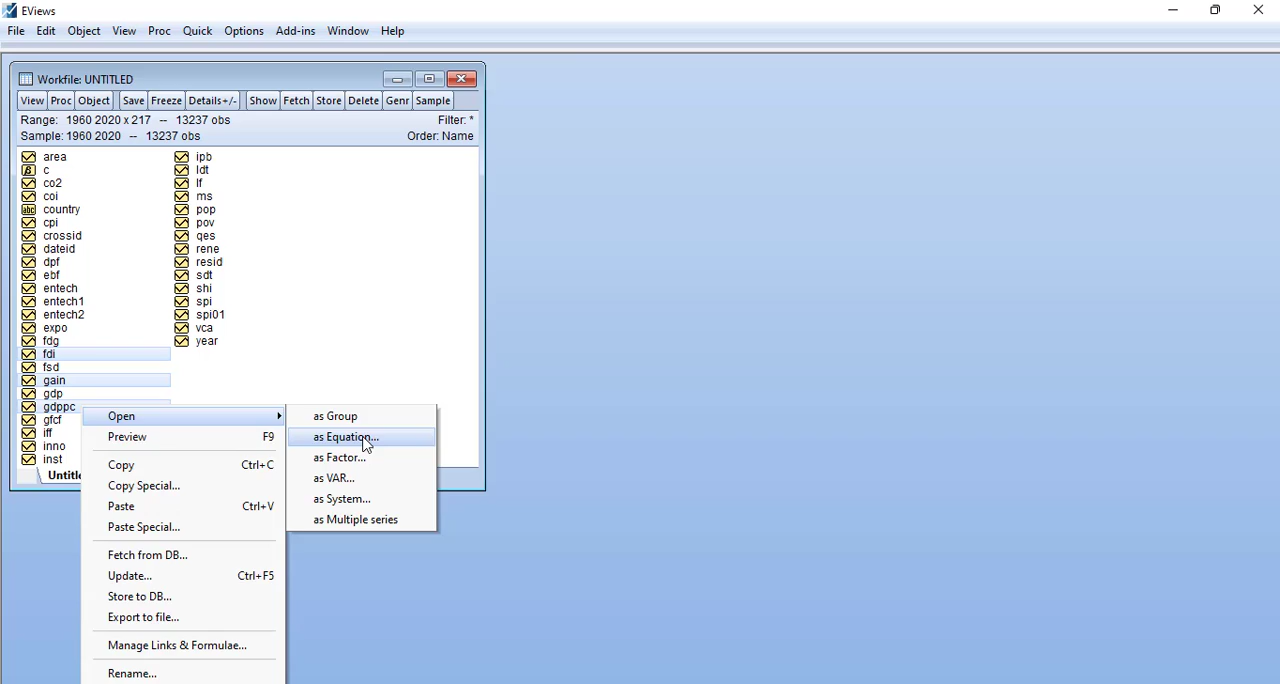 EViews
File Edit Object View Proc Quick Options Add-ins Window Help
Workfile: UNTITLED
View Proc Object Save Freeze Details+/- Show Fetch Store Delete Genr Sample
Range: 1960 2020 x 217 -- 13237 obs Filter: *
Sample: 1960 2020 -- 13237 obs Order: Name
area
β c
co2
coi
abc country
cpi
crossid
dateid
dpf
ebf
entech
entech1
entech2
expo
fdg
fdi
fsd
gain
gdp
gdppc
gfcf
iff
inno
inst
ipb
ldt
lf
ms
pop
pov
qes
rene
resid
sdt
shi
spi
spi01
vca
year
Open
Preview F9
Copy Ctrl+C
Copy Special...
Paste Ctrl+V
Paste Special...
Fetch from DB...
Update... Ctrl+F5
Store to DB...
Export to file...
Manage Links & Formulae...
Rename...
as Group
as Equation...
as Factor...
as VAR...
as System...
as Multiple series